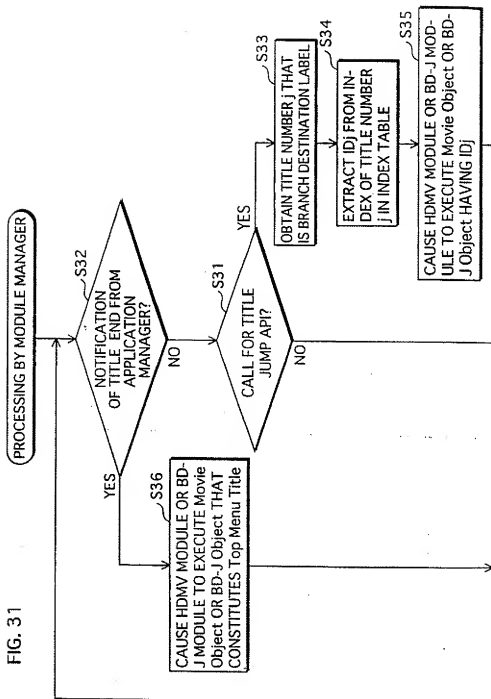 FIG. 31
PROCESSING BY MODULE MANAGER
S32
NOTIFICATION
OF TITLE END FROM
APPLICATION
MANAGER?
YES
NO
S36
CAUSE HDMV MODULE OR BD-
J MODULE TO EXECUTE Movie
Object OR BD-J Object THAT
CONSTITUTES Top Menu Title
S31
CALL FOR TITLE
JUMP API?
YES
NO
S33
OBTAIN TITLE NUMBER j THAT
IS BRANCH DESTINATION LABEL
S34
EXTRACT IDj FROM IN-
DEX OF TITLE NUMBER
j IN INDEX TABLE
S35
CAUSE HDMV MODULE OR BD-J MOD-
ULE TO EXECUTE Movie Object OR BD-
J Object HAVING IDj